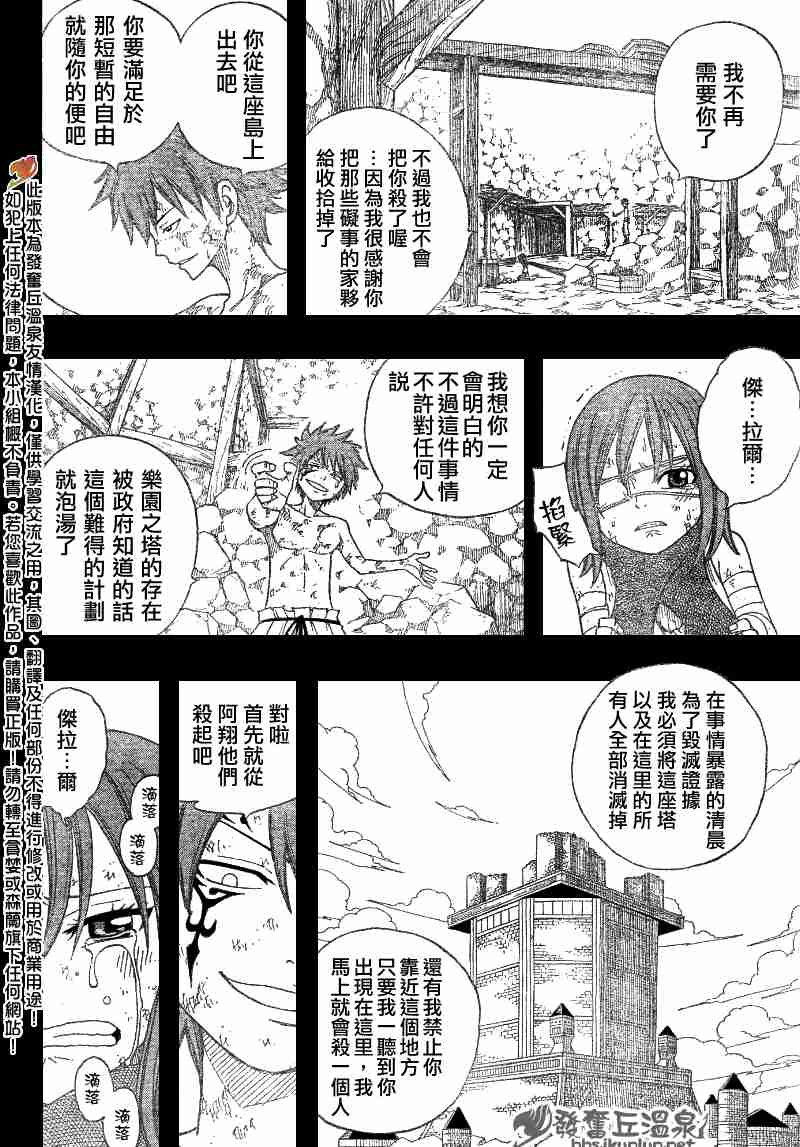 我不再
需要你了
不過我也不會
把你殺了喔
…因為我很感謝你
把那些礙事的家夥
給收拾掉了
你從這座島上
出去吧
你要滿足於
那短暫的自由
就隨你的便吧
傑…拉爾…
掐緊
我想你一定
會明白的
不過這件事情
不許對任何人
說
樂園之塔的存在
被政府知道的話
這個難得的計劃
就泡湯了
在事情暴露的清晨
為了毀滅證據
我必須將這座塔
以及在這里的所
有人全部消滅掉
還有我禁止你
靠近這個地方
只要我一聽到你
出現在這里，我
馬上就會殺一個人
對啦
首先就從
阿翔他們
殺起吧
傑拉…爾
滴落
滴落
滴落
滴落
此版本為發奮丘溫泉友情漢化，僅供學習交流之用，其圖、翻譯及任何部份不得進行修改或用於商業用途！
如犯上任何法律問題，本小組概不負責。若您喜歡此作品，請購買正版！請勿轉至貪婪或森蘭旗下任何網站！
發奮丘溫泉
bbs.jkuplup.net